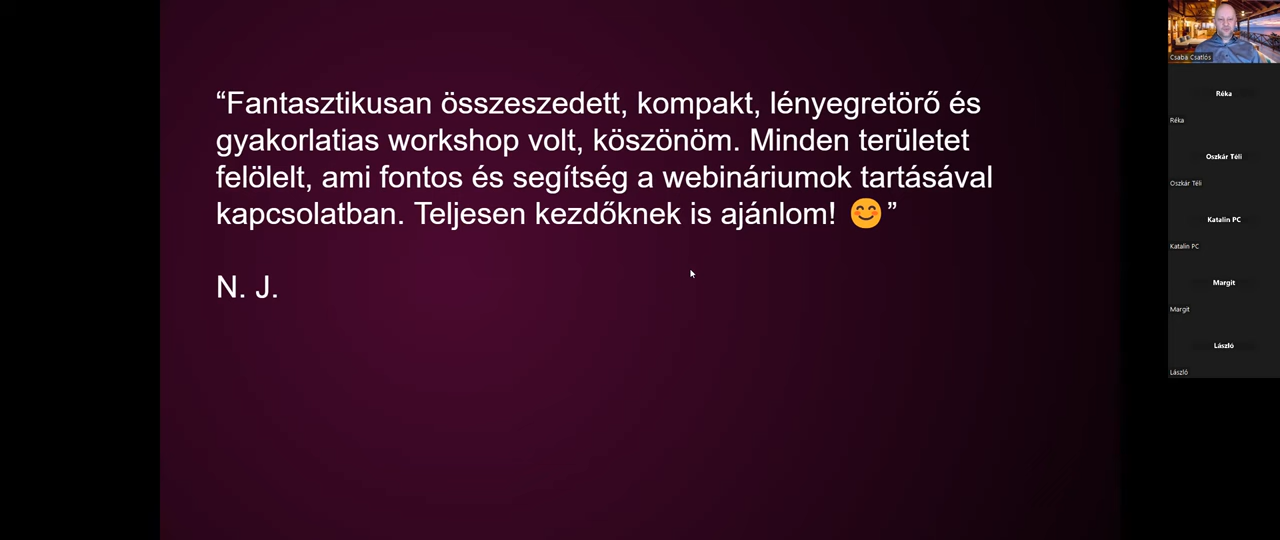 “Fantasztikusan összeszedett, kompakt, lényegretörő és
gyakorlatias workshop volt, köszönöm. Minden területet
felölelt, ami fontos és segítség a webináriumok tartásával
kapcsolatban. Teljesen kezdőknek is ajánlom! 😊”
N. J.
Csaba Csatlós
Réka
Réka
Oszkár Téli
Oszkár Téli
Katalin PC
Katalin PC
Margit
Margit
László
László